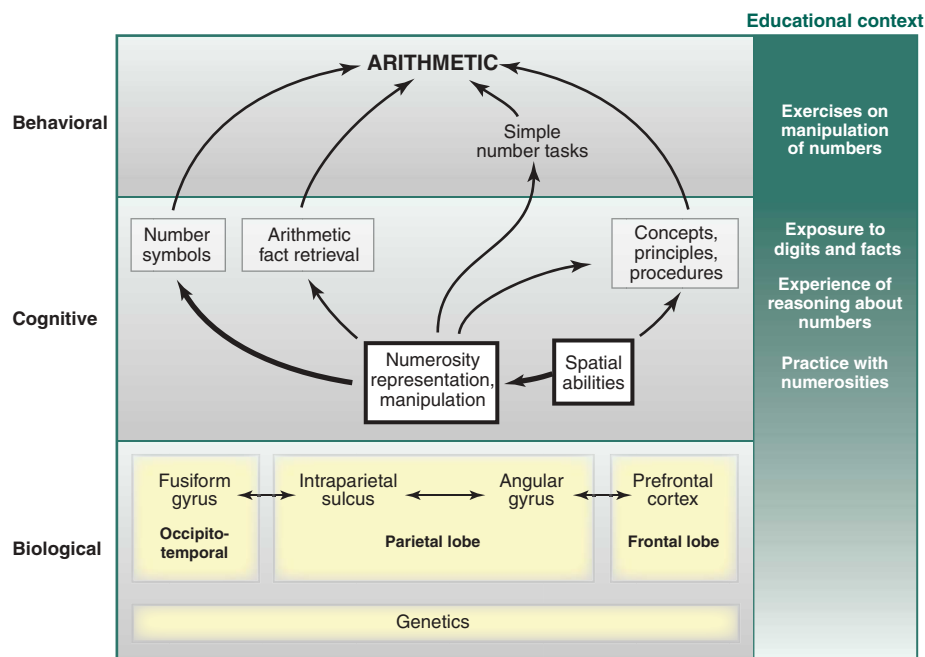 Educational context
ARITHMETIC
Behavioral
Simple
number tasks
Exercises on
manipulation
of numbers
Number
symbols
Arithmetic
fact retrieval
Concepts,
principles,
procedures
Exposure to
digits and facts
Experience of
reasoning about
numbers
Cognitive
Numerosity
representation,
manipulation
Spatial
abilities
Practice with
numerosities
Fusiform
gyrus
Intraparietal
sulcus
Angular
gyrus
Prefrontal
cortex
Occipito-
temporal
Parietal lobe
Frontal lobe
Biological
Genetics